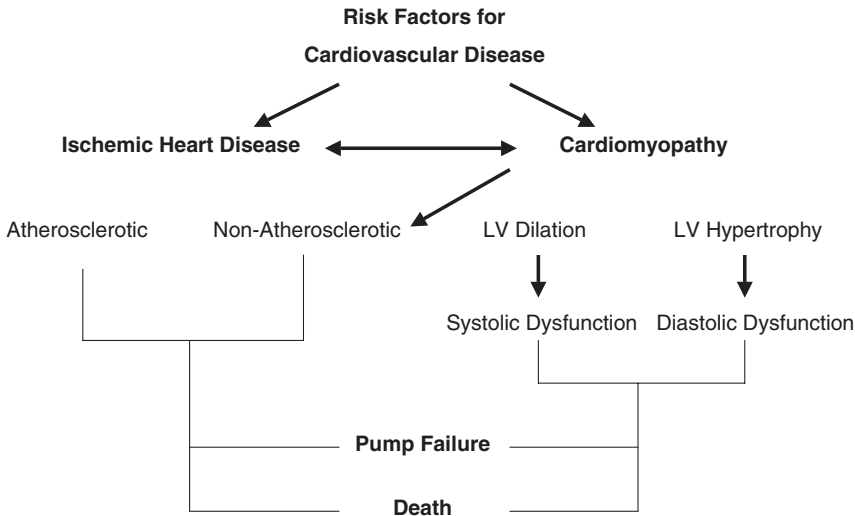 Risk Factors for
Cardiovascular Disease
Ischemic Heart Disease Cardiomyopathy
Atherosclerotic Non-Atherosclerotic LV Dilation LV Hypertrophy
Systolic Dysfunction Diastolic Dysfunction
Pump Failure
Death